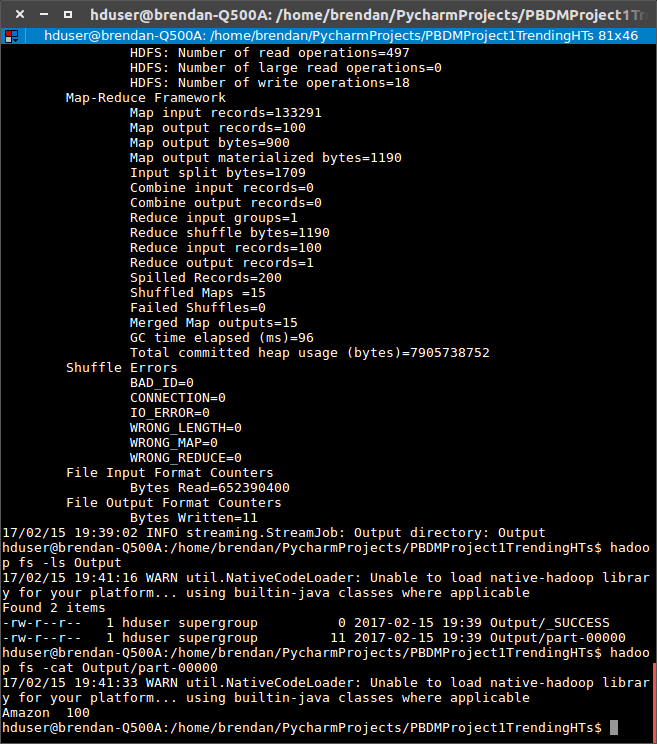 hduser@brendan-Q500A: /home/brendan/PycharmProjects/PBDMProject1Tr
hduser@brendan-Q500A: /home/brendan/PycharmProjects/PBDMProject1TrendingHTs 81x46
HDFS: Number of read operations=497
HDFS: Number of large read operations=0
HDFS: Number of write operations=18
Map-Reduce Framework
Map input records=133291
Map output records=100
Map output bytes=900
Map output materialized bytes=1190
Input split bytes=1709
Combine input records=0
Combine output records=0
Reduce input groups=1
Reduce shuffle bytes=1190
Reduce input records=100
Reduce output records=1
Spilled Records=200
Shuffled Maps =15
Failed Shuffles=0
Merged Map outputs=15
GC time elapsed (ms)=96
Total committed heap usage (bytes)=7905738752
Shuffle Errors
BAD_ID=0
CONNECTION=0
IO_ERROR=0
WRONG_LENGTH=0
WRONG_MAP=0
WRONG_REDUCE=0
File Input Format Counters
Bytes Read=652390400
File Output Format Counters
Bytes Written=11
17/02/15 19:39:02 INFO streaming.StreamJob: Output directory: Output
hduser@brendan-Q500A:/home/brendan/PycharmProjects/PBDMProject1TrendingHTs$ hadoo
p fs -ls Output
17/02/15 19:41:16 WARN util.NativeCodeLoader: Unable to load native-hadoop librar
y for your platform... using builtin-java classes where applicable
Found 2 items
-rw-r--r--   1 hduser supergroup          0 2017-02-15 19:39 Output/_SUCCESS
-rw-r--r--   1 hduser supergroup         11 2017-02-15 19:39 Output/part-00000
hduser@brendan-Q500A:/home/brendan/PycharmProjects/PBDMProject1TrendingHTs$ hadoo
p fs -cat Output/part-00000
17/02/15 19:41:33 WARN util.NativeCodeLoader: Unable to load native-hadoop librar
y for your platform... using builtin-java classes where applicable
Amazon  100
hduser@brendan-Q500A:/home/brendan/PycharmProjects/PBDMProject1TrendingHTs$